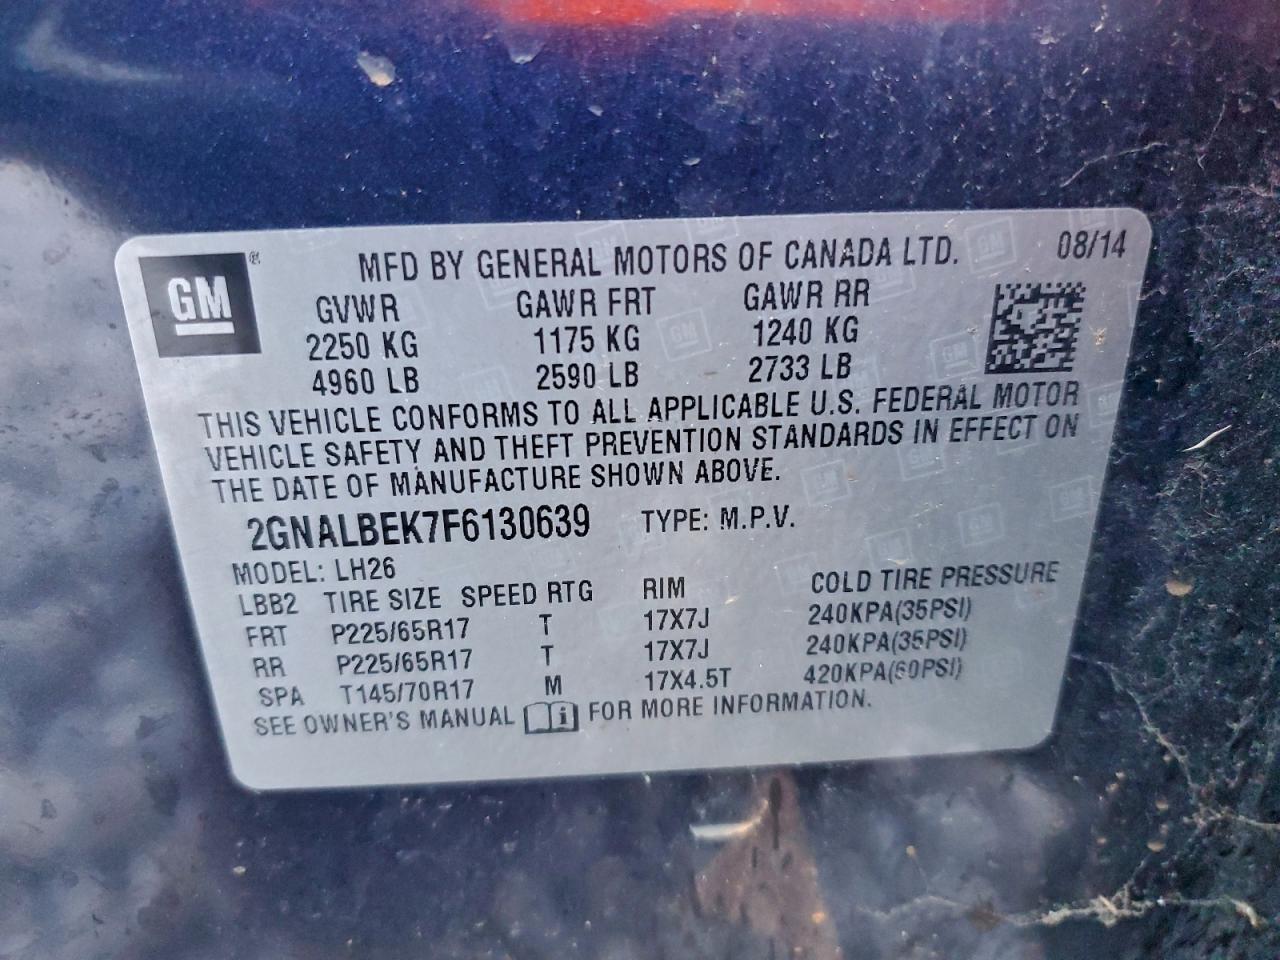 GM®
MFD BY GENERAL MOTORS OF CANADA LTD. 08/14
GVWR GAWR FRT GAWR RR
2250 KG 1175 KG 1240 KG
4960 LB 2590 LB 2733 LB
THIS VEHICLE CONFORMS TO ALL APPLICABLE U.S. FEDERAL MOTOR
VEHICLE SAFETY AND THEFT PREVENTION STANDARDS IN EFFECT ON
THE DATE OF MANUFACTURE SHOWN ABOVE.
2GNALBEK7F6130639 TYPE: M.P.V.
MODEL: LH26
LBB2 TIRE SIZE SPEED RTG RIM COLD TIRE PRESSURE
FRT P225/65R17 T 17X7J 240KPA(35PSI)
RR P225/65R17 T 17X7J 240KPA(35PSI)
SPA T145/70R17 M 17X4.5T 420KPA(60PSI)
SEE OWNER'S MANUAL i FOR MORE INFORMATION.